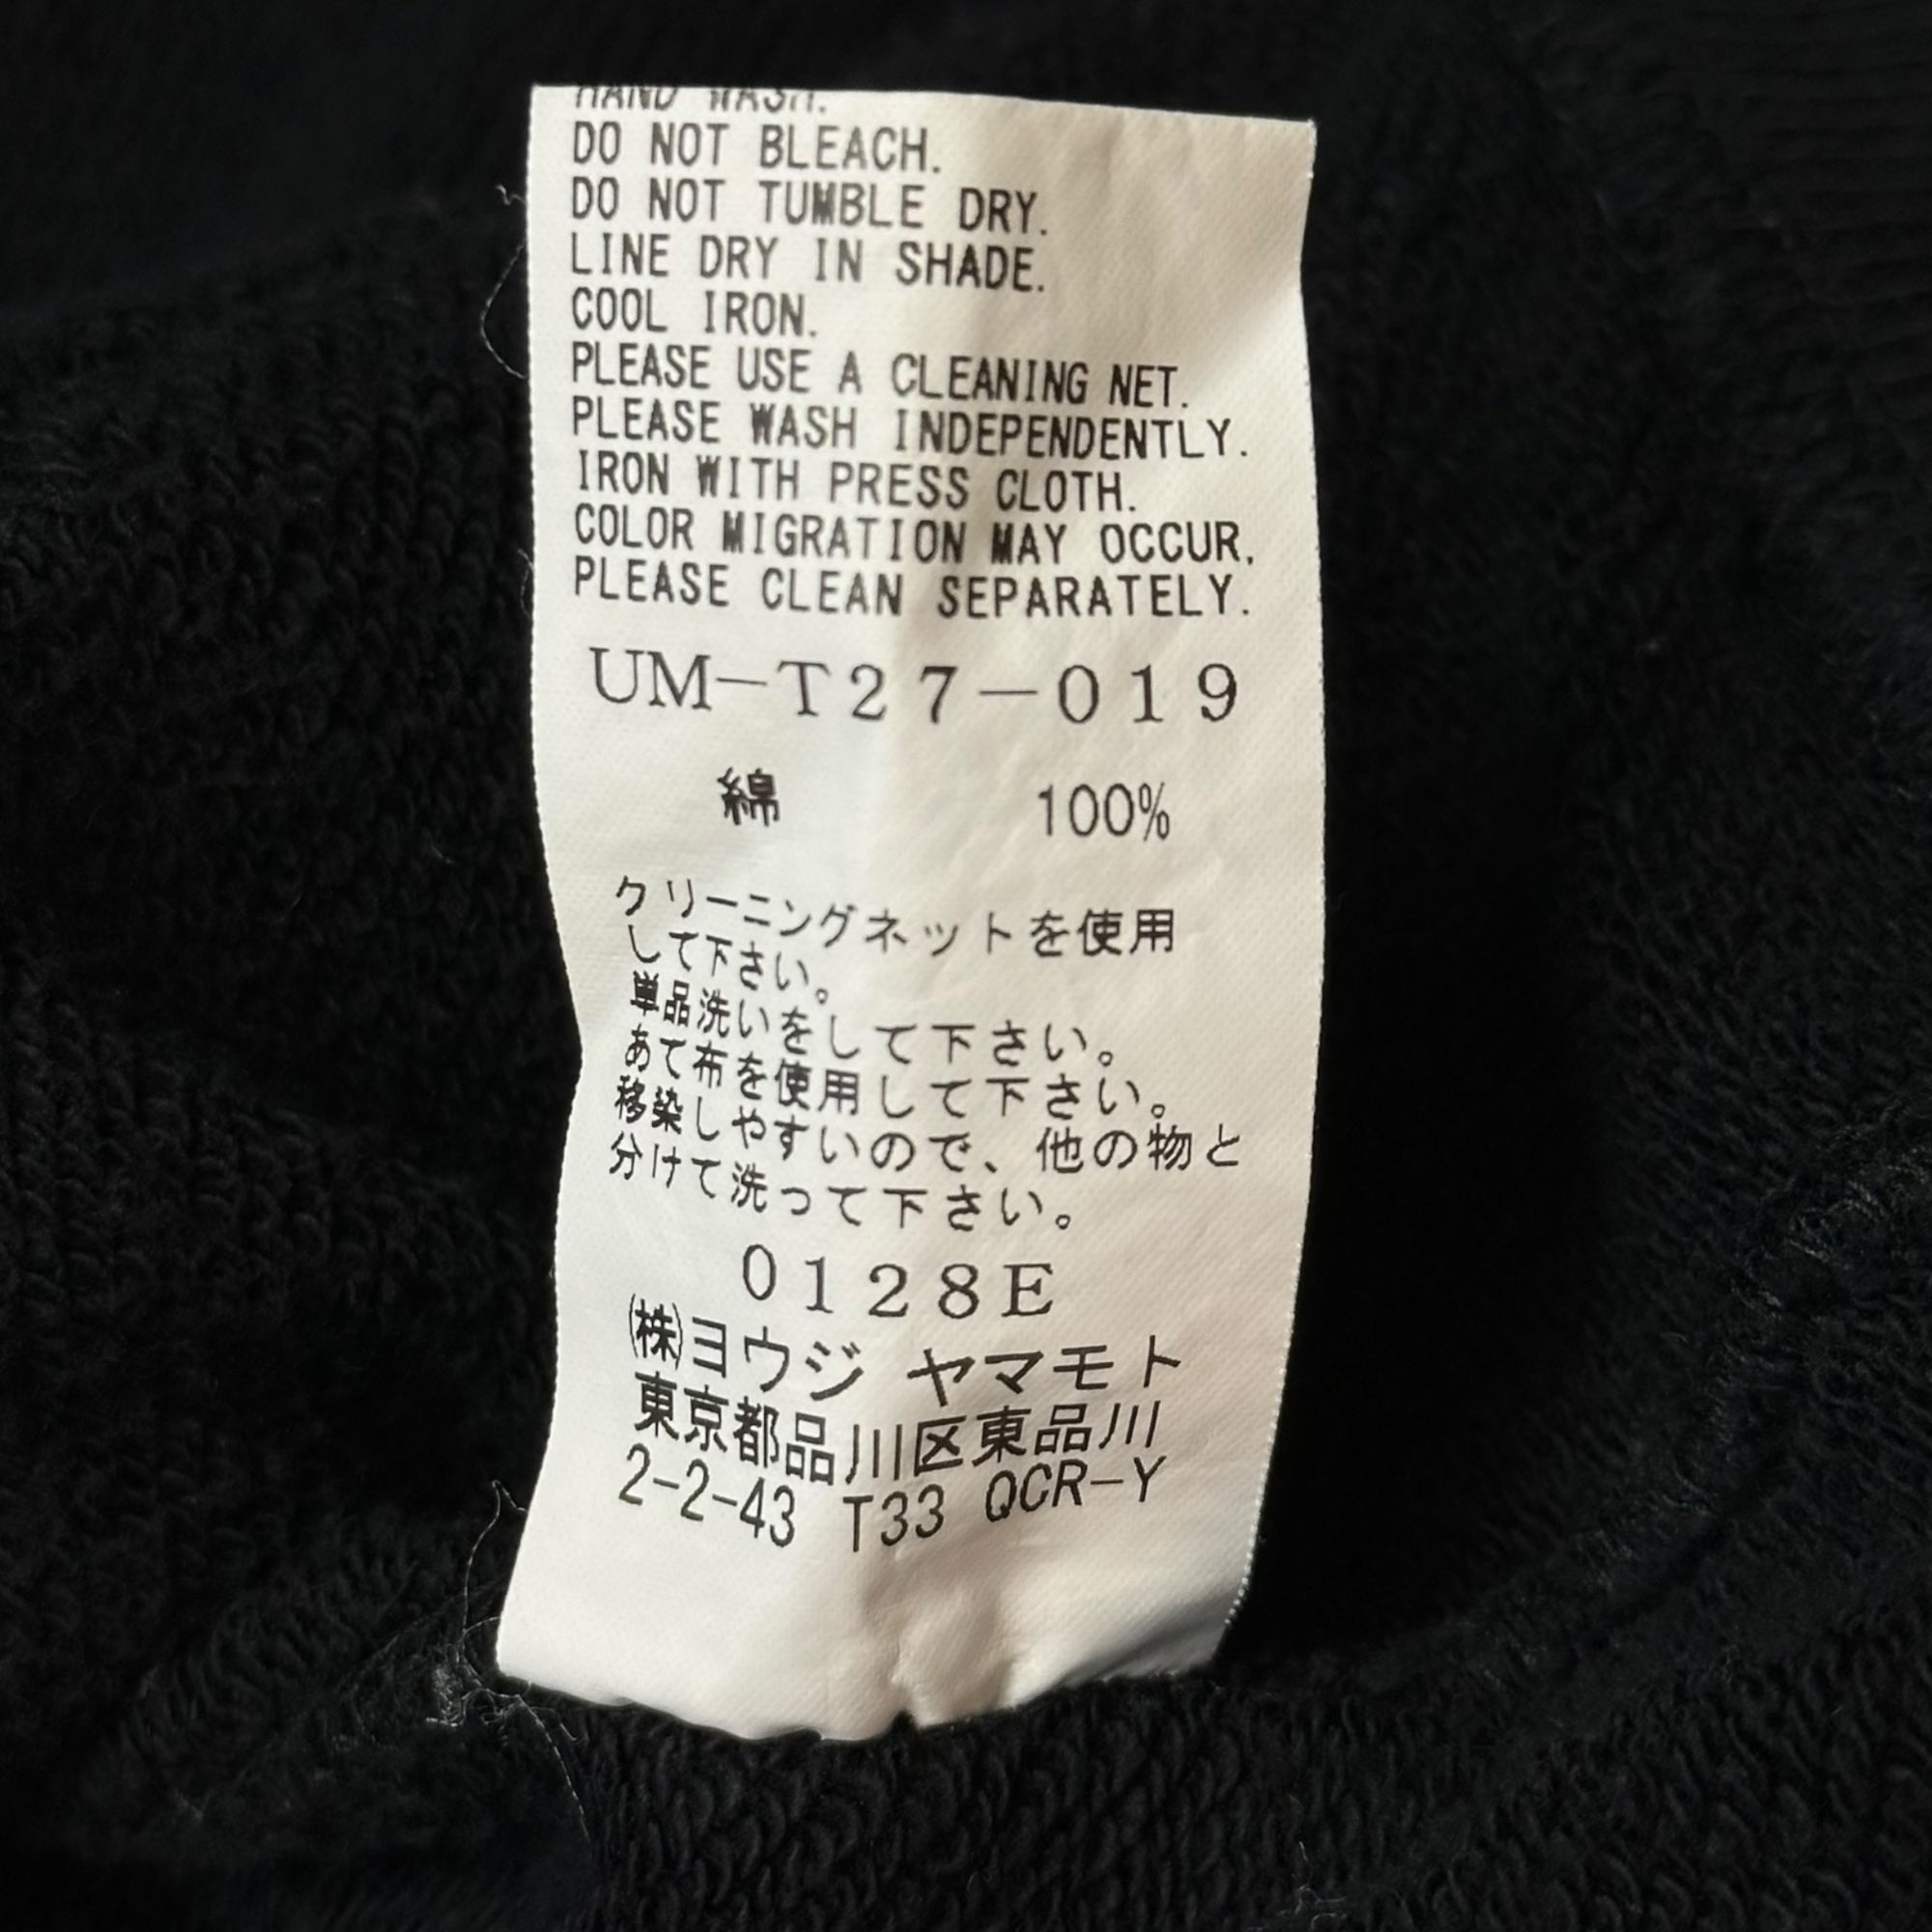 HAND WASH.
DO NOT BLEACH.
DO NOT TUMBLE DRY.
LINE DRY IN SHADE.
COOL IRON.
PLEASE USE A CLEANING NET.
PLEASE WASH INDEPENDENTLY.
IRON WITH PRESS CLOTH.
COLOR MIGRATION MAY OCCUR.
PLEASE CLEAN SEPARATELY.
UM-T27-019
綿 100%
クリーニングネットを使用
して下さい。
単品洗いをして下さい。
あて布を使用して下さい。
移染しやすいので、他の物と
分けて洗って下さい。
0128E
(株)ヨウジ ヤマモト
東京都品川区東品川
2-2-43 T33 QCR-Y